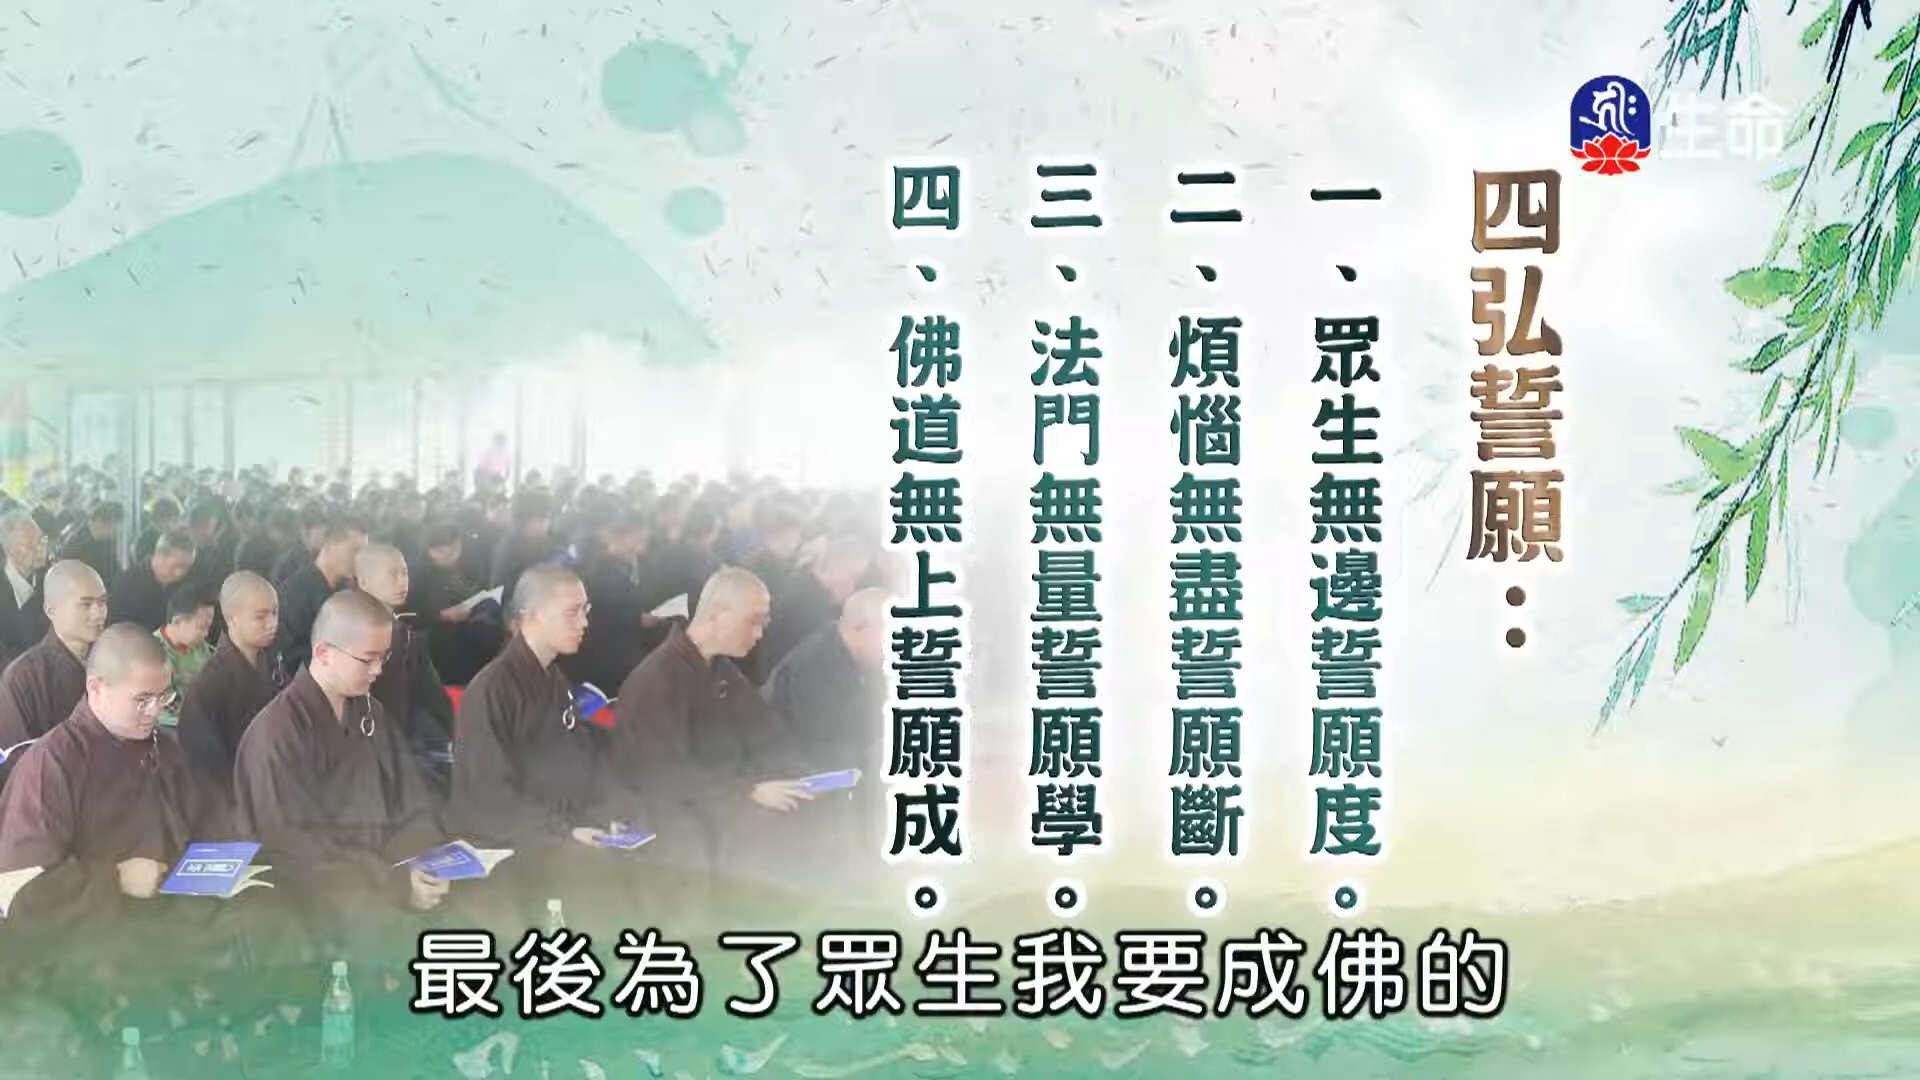 生命
四弘誓願：
一、眾生無邊誓願度。
二、煩惱無盡誓願斷。
三、法門無量誓願學。
四、佛道無上誓願成。
最後為了眾生我要成佛的